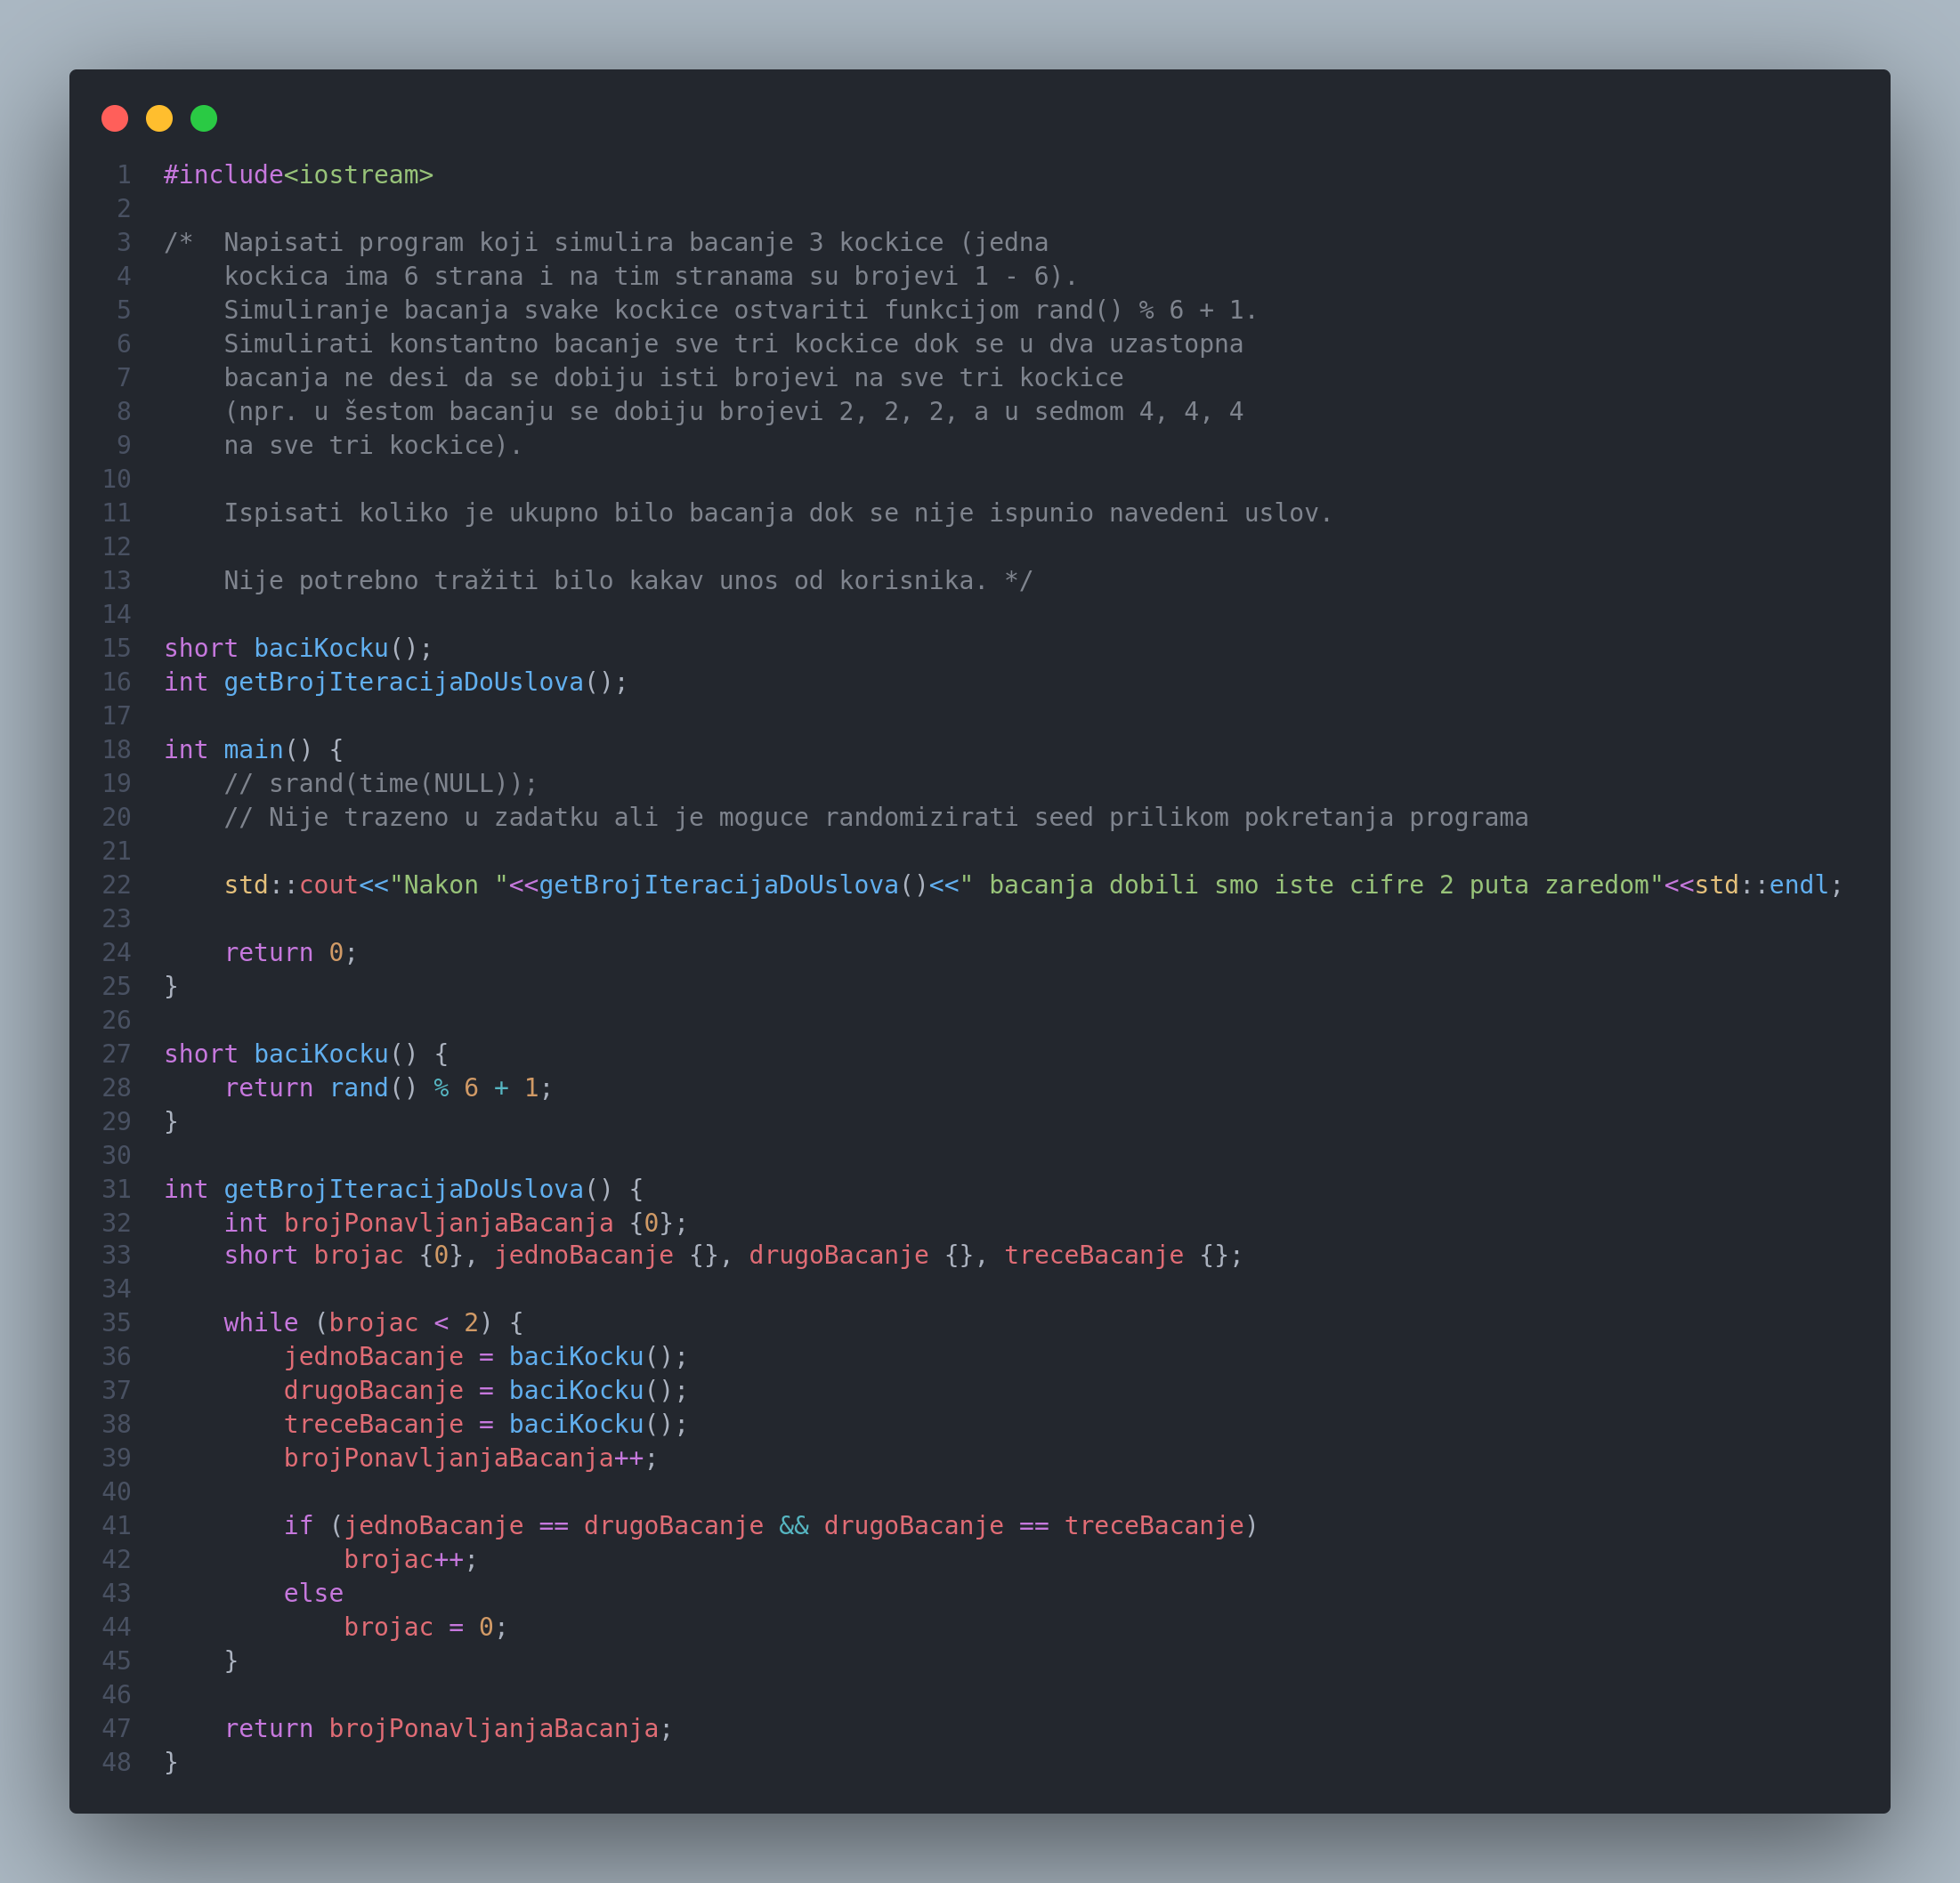 1 #include<iostream>
2
3 /*  Napisati program koji simulira bacanje 3 kockice (jedna
4     kockica ima 6 strana i na tim stranama su brojevi 1 - 6).
5     Simuliranje bacanja svake kockice ostvariti funkcijom rand() % 6 + 1.
6     Simulirati konstantno bacanje sve tri kockice dok se u dva uzastopna
7     bacanja ne desi da se dobiju isti brojevi na sve tri kockice
8     (npr. u šestom bacanju se dobiju brojevi 2, 2, 2, a u sedmom 4, 4, 4
9     na sve tri kockice).
10
11     Ispisati koliko je ukupno bilo bacanja dok se nije ispunio navedeni uslov.
12
13     Nije potrebno tražiti bilo kakav unos od korisnika. */
14
15 short baciKocku();
16 int getBrojIteracijaDoUslova();
17
18 int main() {
19     // srand(time(NULL));
20     // Nije trazeno u zadatku ali je moguce randomizirati seed prilikom pokretanja programa
21
22     std::cout<<"Nakon "<<getBrojIteracijaDoUslova()<<" bacanja dobili smo iste cifre 2 puta zaredom"<<std::endl;
23
24     return 0;
25 }
26
27 short baciKocku() {
28     return rand() % 6 + 1;
29 }
30
31 int getBrojIteracijaDoUslova() {
32     int brojPonavljanjaBacanja {0};
33     short brojac {0}, jednoBacanje {}, drugoBacanje {}, treceBacanje {};
34
35     while (brojac < 2) {
36         jednoBacanje = baciKocku();
37         drugoBacanje = baciKocku();
38         treceBacanje = baciKocku();
39         brojPonavljanjaBacanja++;
40
41         if (jednoBacanje == drugoBacanje && drugoBacanje == treceBacanje)
42             brojac++;
43         else
44             brojac = 0;
45     }
46
47     return brojPonavljanjaBacanja;
48 }